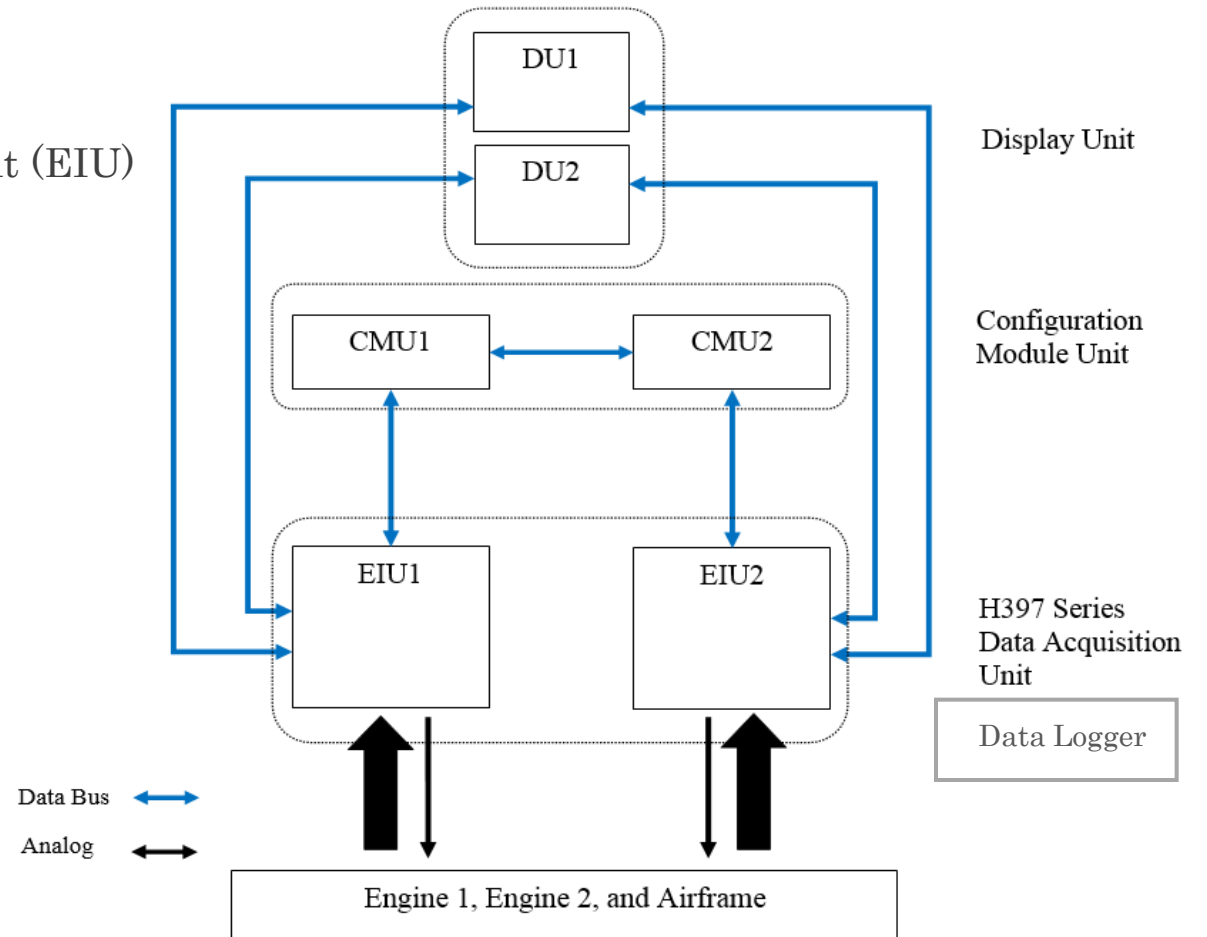 DU1
t (EIU)
Display Unit
DU2
Configuration
Module Unit
CMU1
CMU2
EIU1
EIU2
H397 Series
Data Acquisition
Unit
Data Logger
Data Bus
Analog
Engine 1, Engine 2, and Airframe